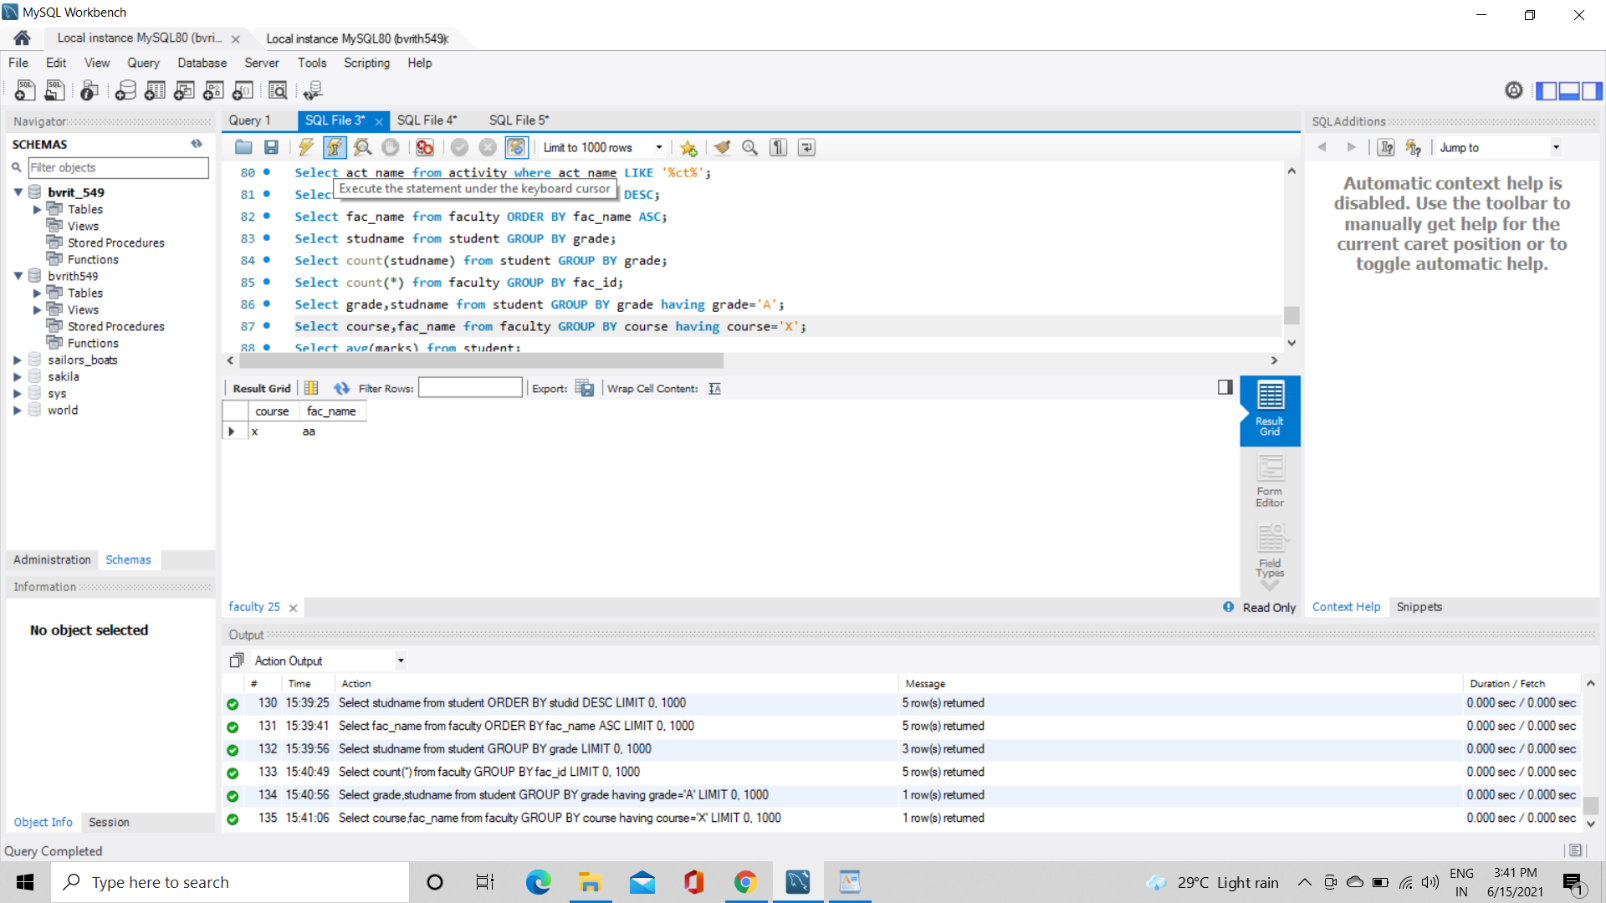 MySQL Workbench
Local instance MySQL80 (bvri...
Local instance MySQL80 (bvrith549)
File Edit View Query Database Server Tools Scripting Help
Navigator
SCHEMAS
Filter objects
bvrit_549
Tables
Views
Stored Procedures
Functions
bvrith549
Tables
Views
Stored Procedures
Functions
sailors_boats
sakila
sys
world
Administration Schemas
Information
No object selected
Object Info Session
Query Completed
Query 1 SQL File 3* SQL File 4* SQL File 5*
Limit to 1000 rows
80 Select act_name from activity where act_name LIKE '%ct%';
Execute the statement under the keyboard cursor
81 Selec DESC;
82 Select fac_name from faculty ORDER BY fac_name ASC;
83 Select studname from student GROUP BY grade;
84 Select count(studname) from student GROUP BY grade;
85 Select count(*) from faculty GROUP BY fac_id;
86 Select grade,studname from student GROUP BY grade having grade='A';
87 Select course,fac_name from faculty GROUP BY course having course='X';
88 Select avg(marks) from student;
Result Grid Filter Rows: Export: Wrap Cell Content:
course fac_name
x aa
Result Grid
Form Editor
Field Types
faculty 25
Read Only
SQLAdditions
Jump to
Automatic context help is
disabled. Use the toolbar to
manually get help for the
current caret position or to
toggle automatic help.
Context Help Snippets
Output
Action Output
# Time Action Message Duration / Fetch
130 15:39:25 Select studname from student ORDER BY studid DESC LIMIT 0, 1000 5 row(s) returned 0.000 sec / 0.000 sec
131 15:39:41 Select fac_name from faculty ORDER BY fac_name ASC LIMIT 0, 1000 5 row(s) returned 0.000 sec / 0.000 sec
132 15:39:56 Select studname from student GROUP BY grade LIMIT 0, 1000 3 row(s) returned 0.000 sec / 0.000 sec
133 15:40:49 Select count(*) from faculty GROUP BY fac_id LIMIT 0, 1000 5 row(s) returned 0.000 sec / 0.000 sec
134 15:40:56 Select grade,studname from student GROUP BY grade having grade='A' LIMIT 0, 1000 1 row(s) returned 0.000 sec / 0.000 sec
135 15:41:06 Select course,fac_name from faculty GROUP BY course having course='X' LIMIT 0, 1000 1 row(s) returned 0.000 sec / 0.000 sec
Type here to search
29°C Light rain
ENG
IN
3:41 PM
6/15/2021
1